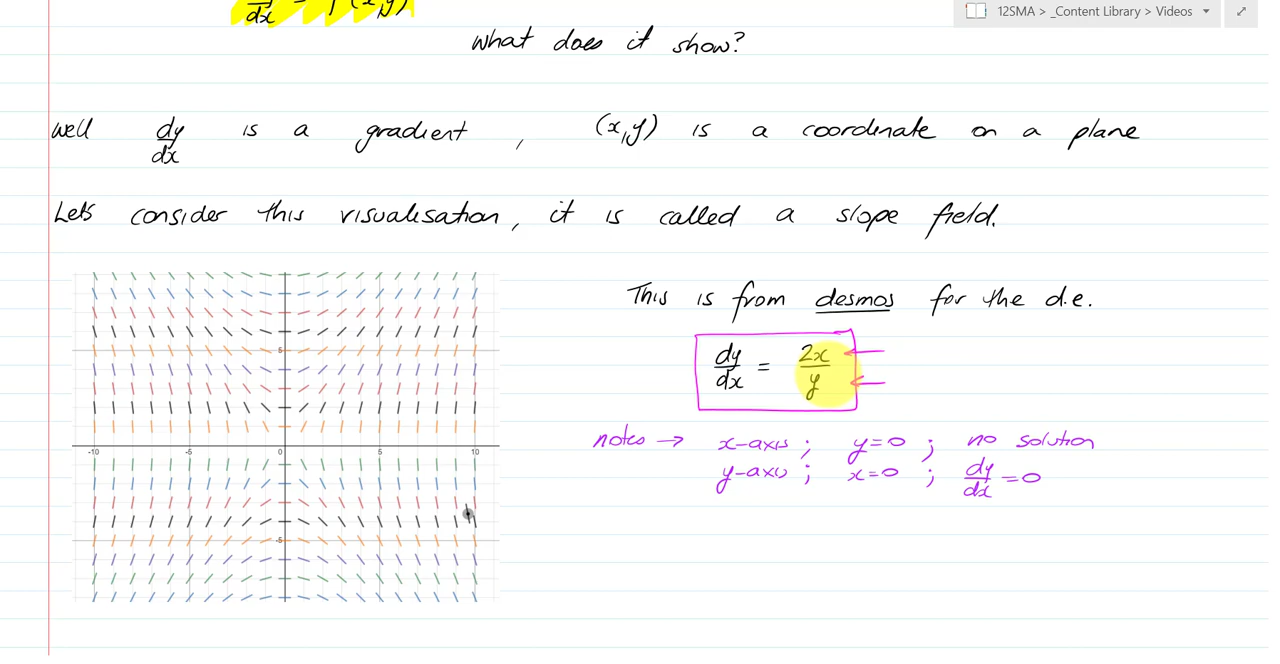 dy/dx = f(x,y)
12SMA > _Content Library > Videos
What does it show?
Well dy/dx is a gradient, (x,y) is a coordinate on a plane
Lets consider this visualisation, it is called a slope field.
This is from desmos for the d.e.
dy/dx = 2x/y
notes → x-axis; y=0; no solution
y-axis; x=0; dy/dx=0
5
-10 -5 0 5 10
-5